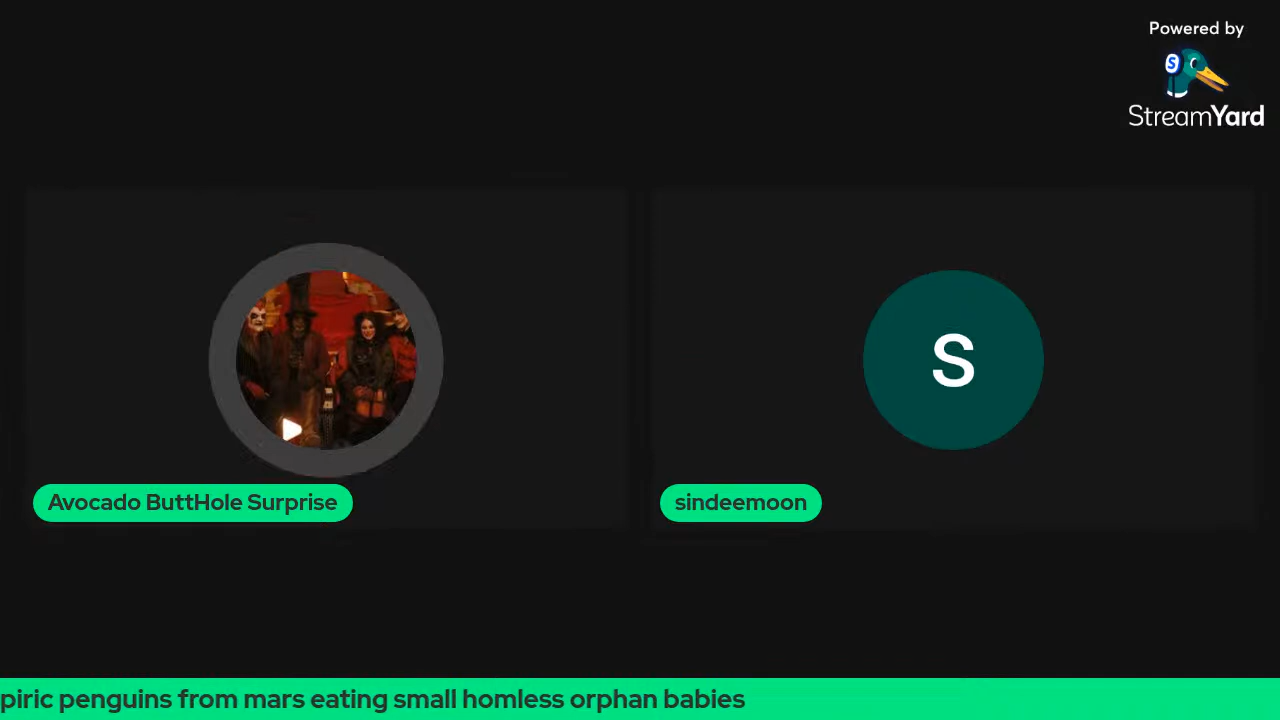 Powered by
S
StreamYard
S
Avocado ButtHole Surprise
sindeemoon
piric penguins from mars eating small homless orphan babies